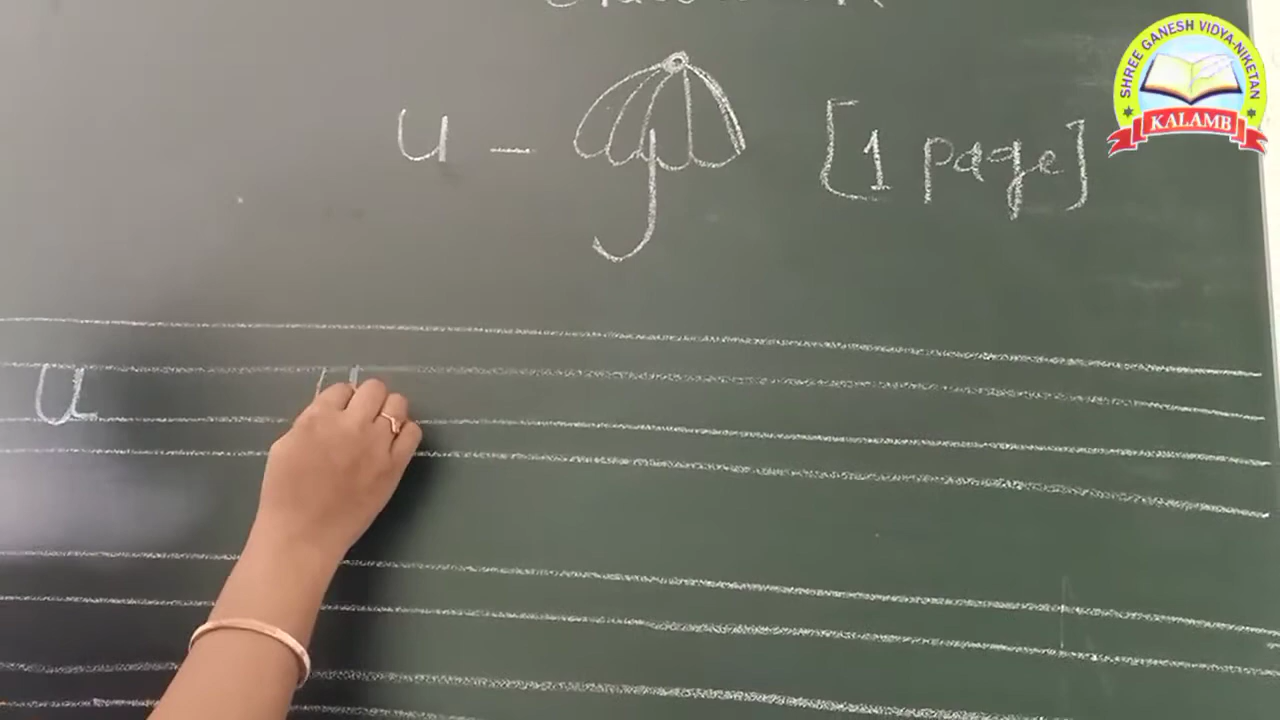 u - [1 page]
u u
SHREE GANESH VIDYA-NIKETAN
KALAMB